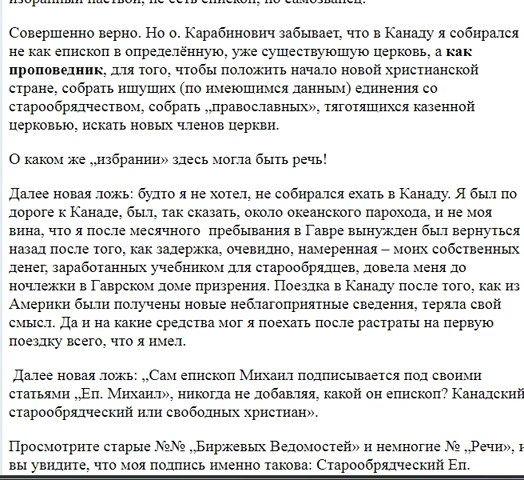 избранный паствой, не есть епископ, но самозванец.
Совершенно верно. Но о. Карабинович забывает, что в Канаду я собирался
не как епископ в определённую, уже существующую церковь, а как
проповедник, для того, чтобы положить начало новой христианской
стране, собрать ищущих (по имеющимся данным) единения со
старообрядчеством, собрать „православных», тяготящихся казенной
церковью, искать новых членов церкви.
О каком же „избрании» здесь могла быть речь!
Далее новая ложь: будто я не хотел, не собирался ехать в Канаду. Я был по
дороге к Канаде, был, так сказать, около океанского парохода, и не моя
вина, что я после месячного пребывания в Гавре вынужден был вернуться
назад после того, как задержка, очевидно, намеренная – моих собственных
денег, заработанных учебником для старообрядцев, довела меня до
ночлежки в Гаврском доме призрения. Поездка в Канаду после того, как из
Америки были получены новые неблагоприятные сведения, теряла свой
смысл. Да и на какие средства мог я поехать после растраты на первую
поездку всего, что я имел.
Далее новая ложь: „Сам епископ Михаил подписывается под своими
статьями „Еп. Михаил», никогда не добавляя, какой он епископ? Канадский
старообрядческий или свободных христиан».
Просмотрите старые №№ „Биржевых Ведомостей» и немногие № „Речи», и
вы увидите, что моя подпись именно такова: Старообрядческий Еп.